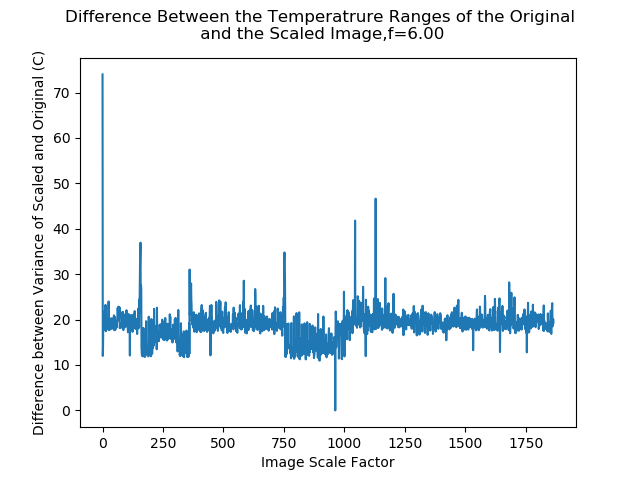 Difference Between the Temperatrure Ranges of the Original
and the Scaled Image,f=6.00
Difference between Variance of Scaled and Original (C)
70
60
50
40
30
20
10
0
0 250 500 750 1000 1250 1500 1750
Image Scale Factor